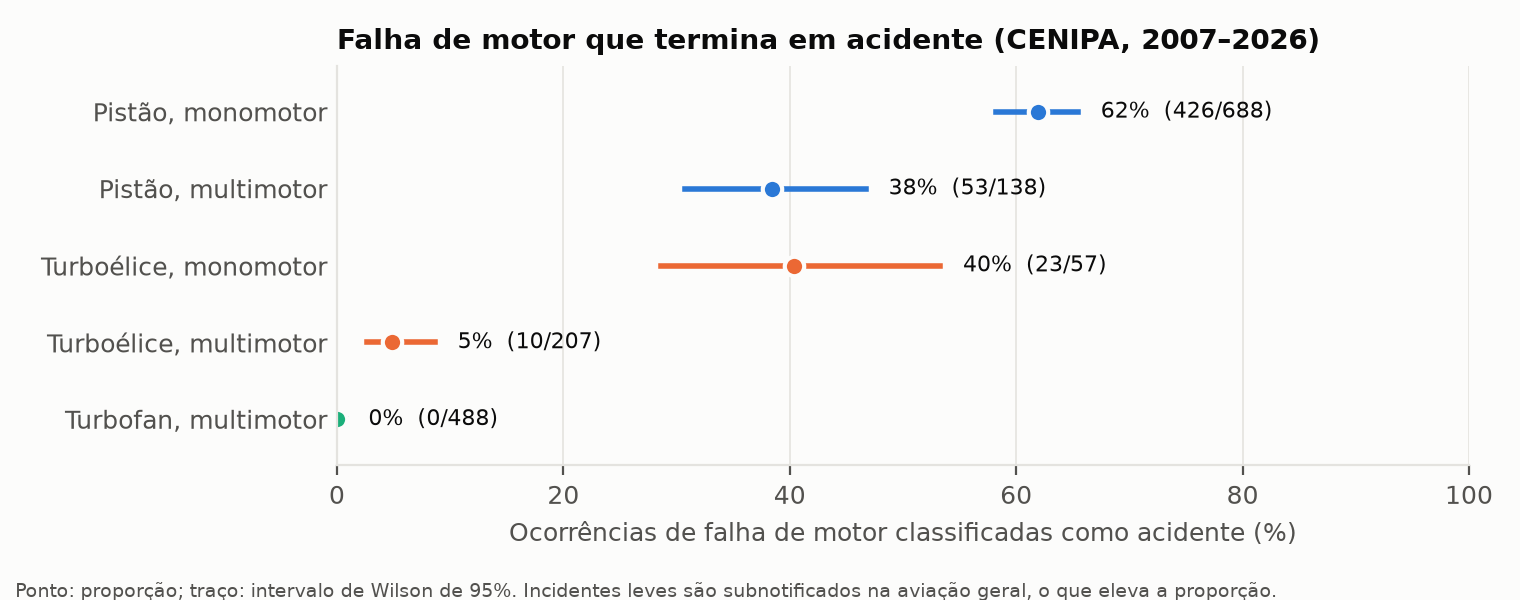 Falha de motor que termina em acidente (CENIPA, 2007–2026)
Pistão, monomotor
62% (426/688)
Pistão, multimotor
38% (53/138)
Turboélice, monomotor
40% (23/57)
Turboélice, multimotor
5% (10/207)
Turbofan, multimotor
0% (0/488)
0 20 40 60 80 100
Ocorrências de falha de motor classificadas como acidente (%)
Ponto: proporção; traço: intervalo de Wilson de 95%. Incidentes leves são subnotificados na aviação geral, o que eleva a proporção.